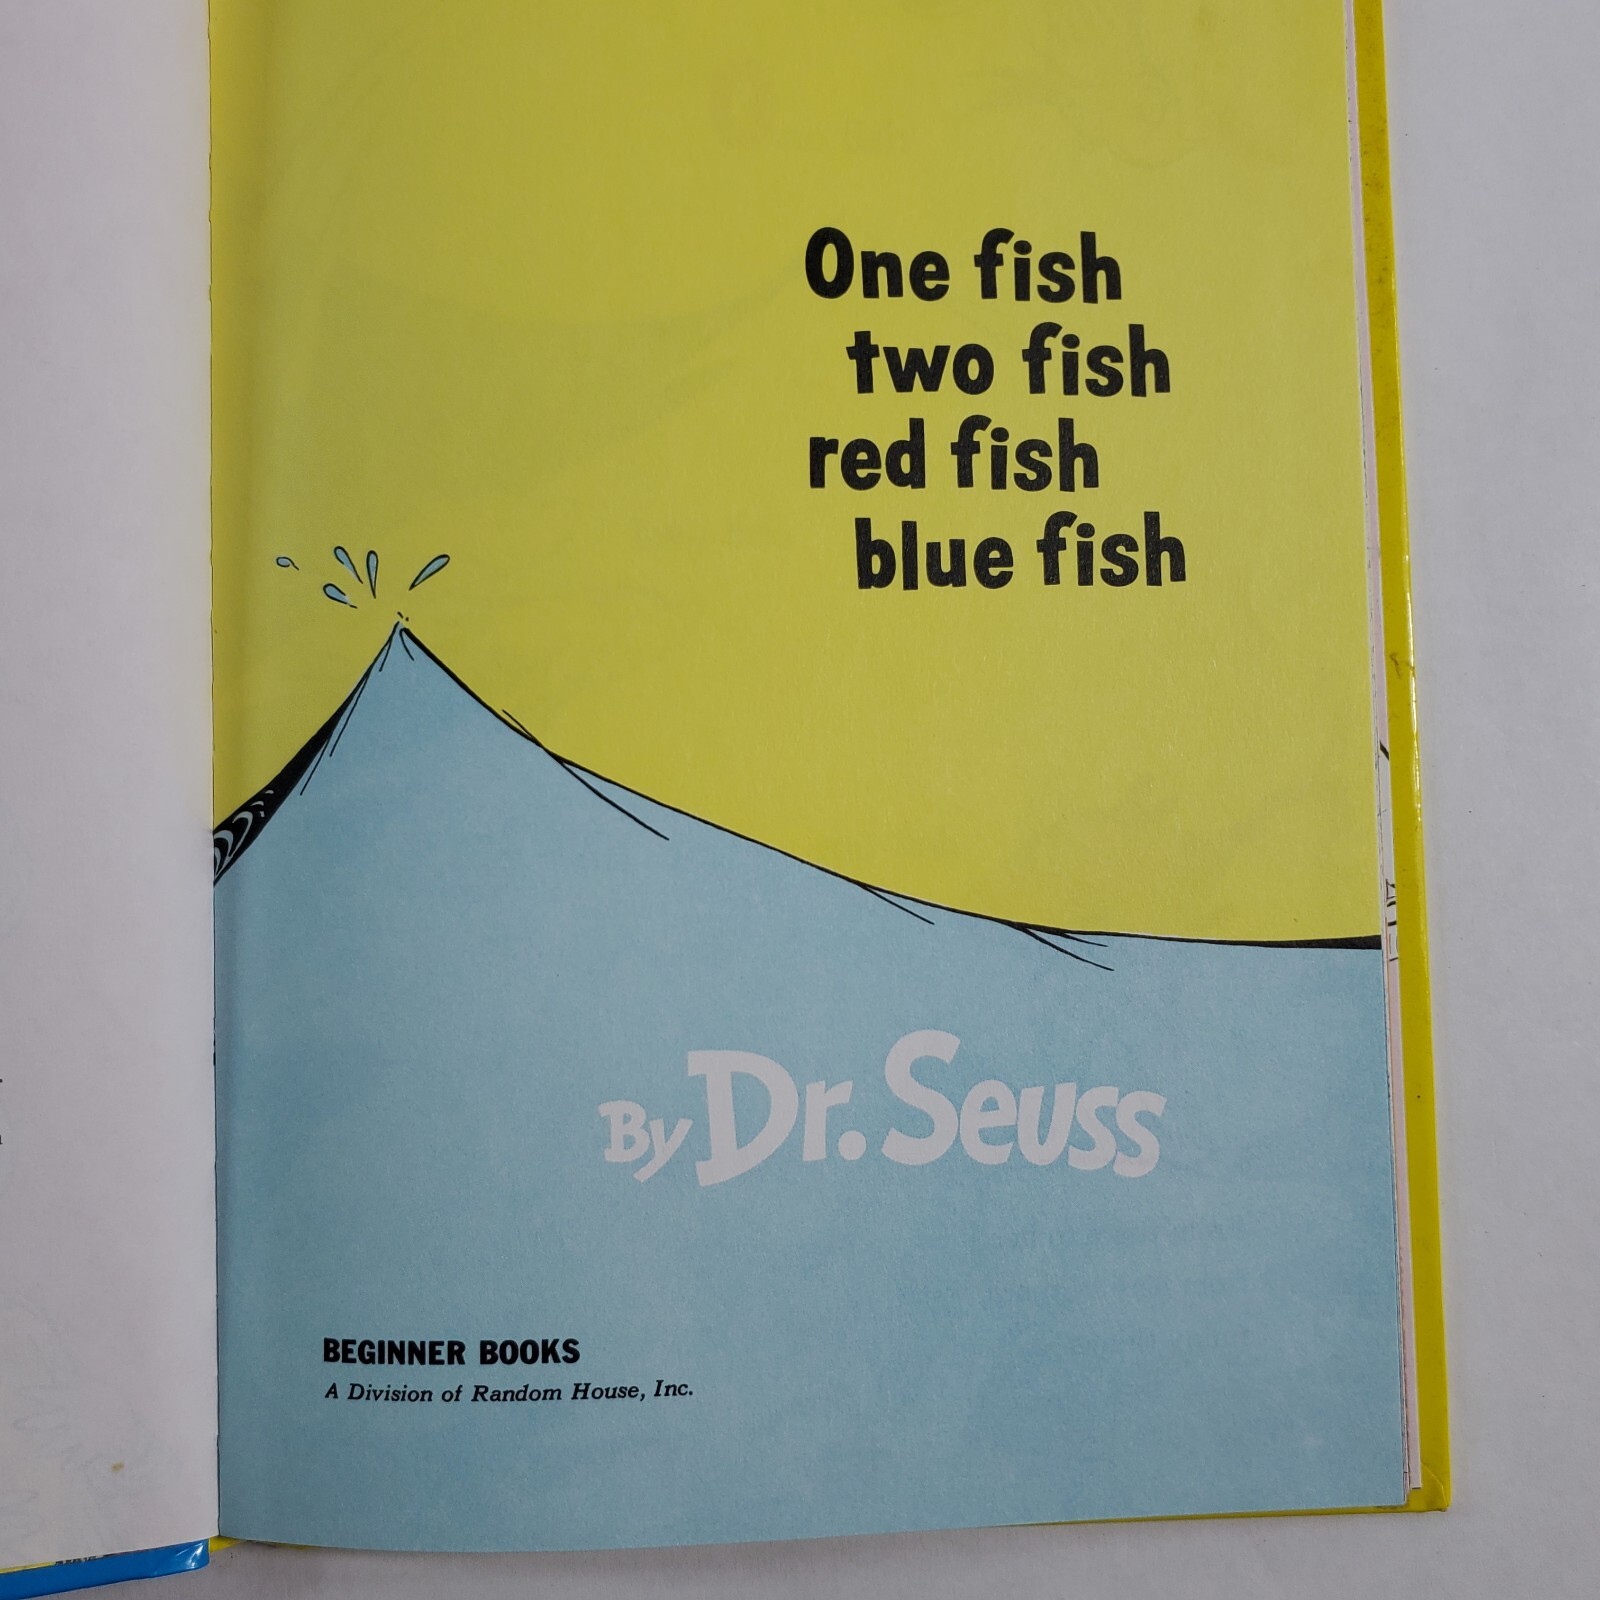 One fish
two fish
red fish
blue fish
By Dr. Seuss
BEGINNER BOOKS
A Division of Random House, Inc.